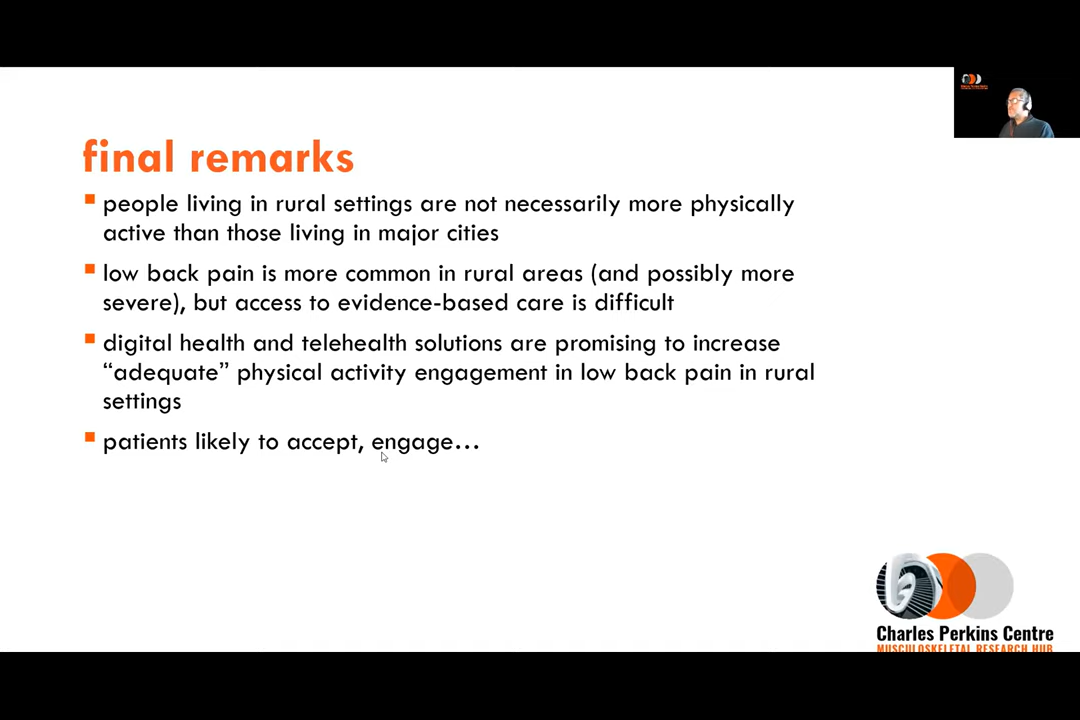 final remarks
people living in rural settings are not necessarily more physically
active than those living in major cities
low back pain is more common in rural areas (and possibly more
severe), but access to evidence-based care is difficult
digital health and telehealth solutions are promising to increase
“adequate” physical activity engagement in low back pain in rural
settings
patients likely to accept, engage…
Charles Perkins Centre
MUSCULOSKELETAL RESEARCH HUB